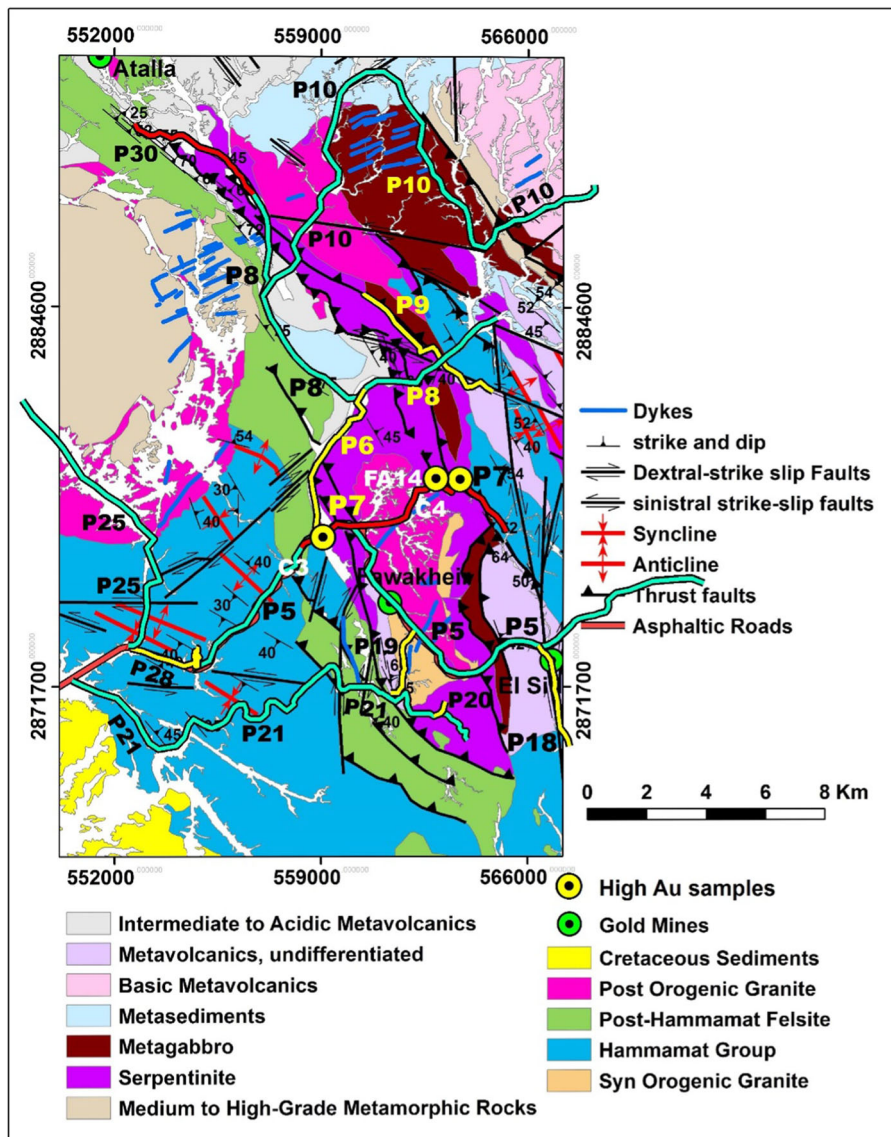 552000 559000 566000
Atalla
P10
25
P30
45
70
P10
P10
72
P10
P8
54
52
45
P9
2884600 2884600
25
40
P8
40
P8
P6
45
52
40
54
30
40
FA14
P7
P7
C4
54
P25
C3
64
50
Fawakheir
P25
40
30
P5
P5
P5
40
P19
P28
El Si
2871700 2871700
P21
P20
40
P21
45
P21
P18
552000 559000 566000
Dykes
strike and dip
Dextral-strike slip Faults
sinistral strike-slip faults
Syncline
Anticline
Thrust faults
Asphaltic Roads
0 2 4 6 8 Km
High Au samples
Gold Mines
Intermediate to Acidic Metavolcanics
Metavolcanics, undifferentiated
Basic Metavolcanics
Metasediments
Metagabbro
Serpentinite
Medium to High-Grade Metamorphic Rocks
Cretaceous Sediments
Post Orogenic Granite
Post-Hammamat Felsite
Hammamat Group
Syn Orogenic Granite